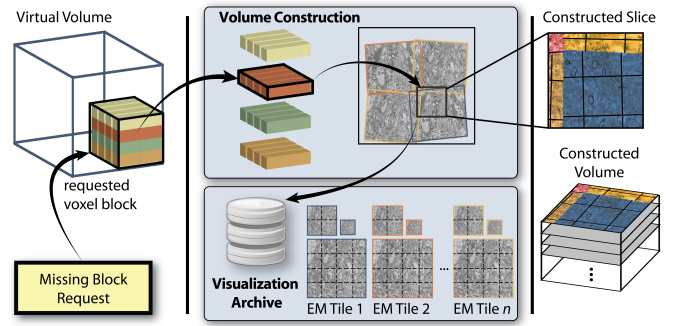 Virtual Volume
requested
voxel block
Missing Block
Request
Volume Construction
Visualization
Archive
EM Tile 1
EM Tile 2
...
EM Tile n
Constructed Slice
Constructed
Volume